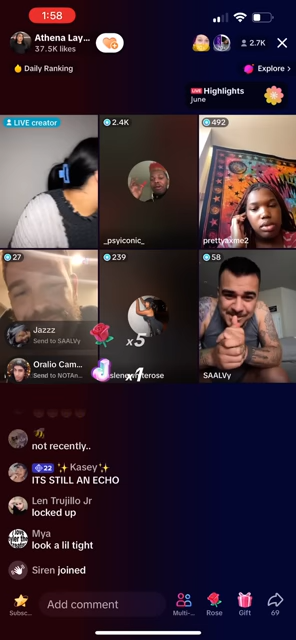 1:58
Athena Lay...
37.5K likes
2.7K
Daily Ranking
Explore >
LIVE Highlights
June
LIVE creator
2.4K
492
_psyiconic_
prettyaxme2
27
239
58
Jazzz
Send to SAALVy
x5
Oralio Cam...
Send to NOTAn...
x1
SAALVy
not recently..
22 Kasey
ITS STILL AN ECHO
Len Trujillo Jr
locked up
Mya
look a lil tight
Siren joined
Add comment
Subsc...
Multi-...
Rose
Gift
69